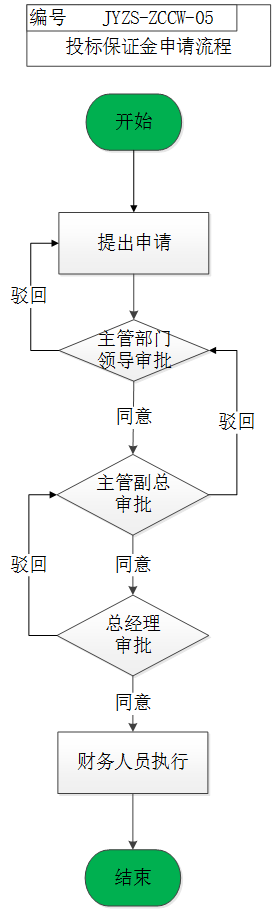 编号 JYZS-ZCCW-05
投标保证金申请流程
开始
提出申请
驳回
主管部门
领导审批
同意
驳回
主管副总
审批
驳回
同意
总经理
审批
同意
财务人员执行
结束